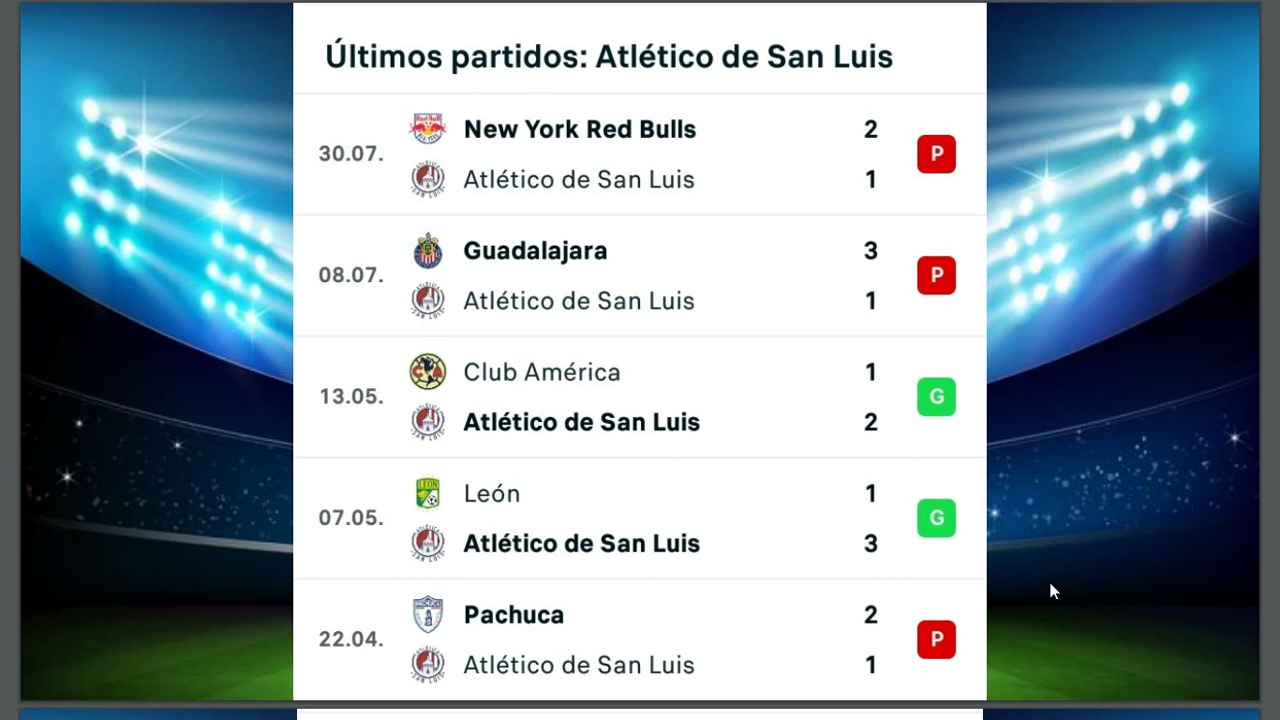 Últimos partidos: Atlético de San Luis
30.07.
New York Red Bulls 2
Atlético de San Luis 1
P
08.07.
Guadalajara 3
Atlético de San Luis 1
P
13.05.
Club América 1
Atlético de San Luis 2
G
07.05.
León 1
Atlético de San Luis 3
G
22.04.
Pachuca 2
Atlético de San Luis 1
P